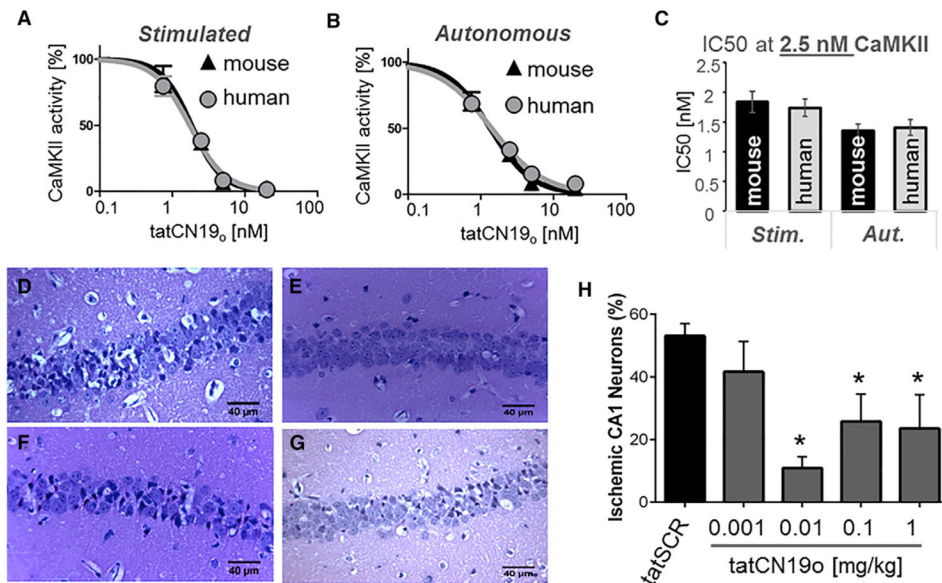 A
Stimulated
CaMKII activity [%]
100
50
0
mouse
human
0.1 1 10 100
tatCN19o [nM]
B
Autonomous
CaMKII activity [%]
100
50
0
mouse
human
0.1 1 10 100
tatCN19o [nM]
C
IC50 at 2.5 nM CaMKII
IC50 [nM]
2.5
2
1.5
1
0.5
0
mouse
human
mouse
human
Stim. Aut.
D
40 µm
E
40 µm
F
40 µm
G
40 µm
H
Ischemic CA1 Neurons (%)
60
40
20
0
*
*
*
tatSCR
0.001 0.01 0.1 1
tatCN19o [mg/kg]